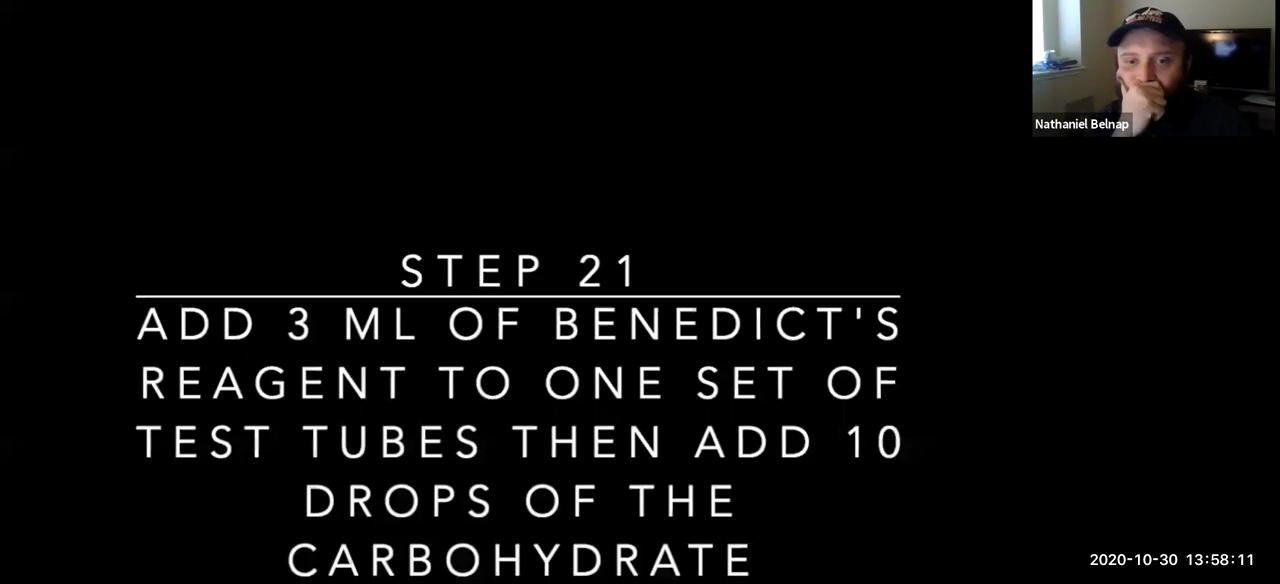 Nathaniel Belnap
STEP 21
ADD 3 ML OF BENEDICT'S
REAGENT TO ONE SET OF
TEST TUBES THEN ADD 10
DROPS OF THE
CARBOHYDRATE
2020-10-30 13:58:11